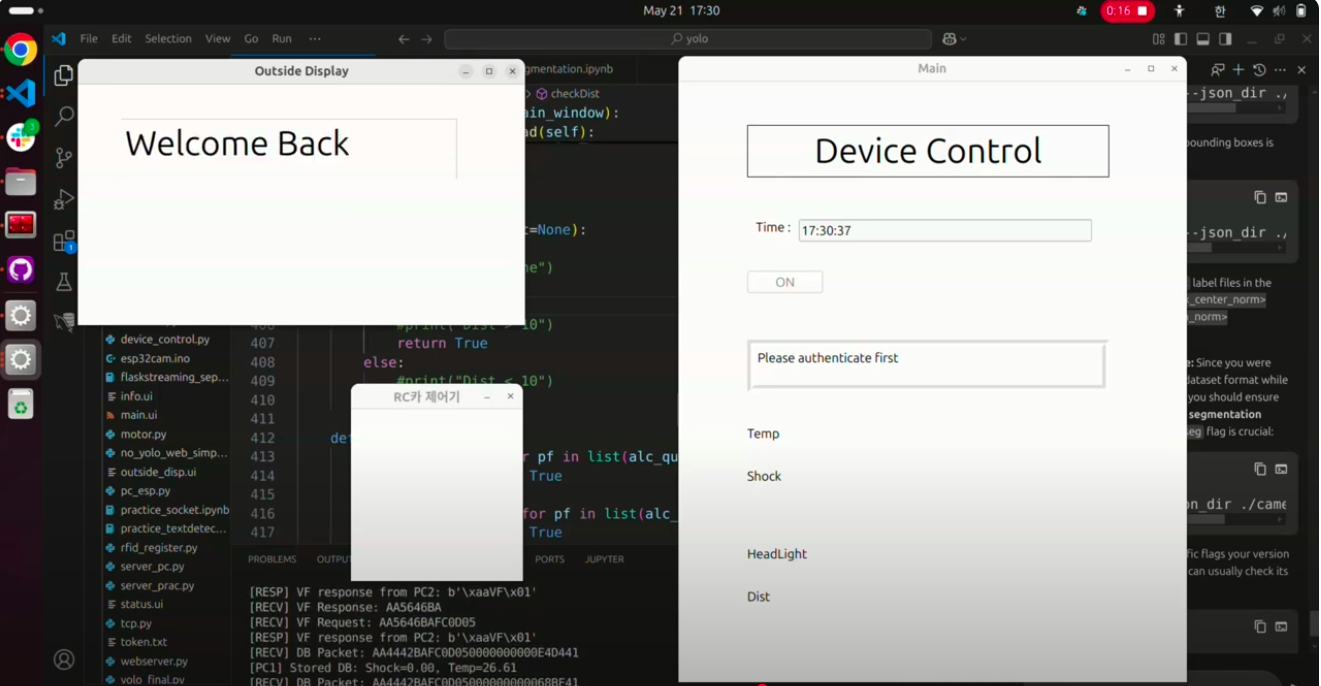 May 21 17:30
0:16
한
File Edit Selection View Go Run ···
yolo
Outside Display
Welcome Back
gmentation.ipynb
checkDist
ain_window):
ad(self):
t=None):
ne")
#print("Dist > 10")
407 return True
408 else:
409 #print("Dist < 10")
410
411
412 de
413 r pf in list(alc_qu
414 True
415
416 for pf in list(alc_
417 True
RC카 제어기
device_control.py
esp32cam.ino
flaskstreaming_sep...
info.ui
main.ui
motor.py
no_yolo_web_simp...
outside_disp.ui
pc_esp.py
practice_socket.ipynb
practice_textdetec...
rfid_register.py
server_pc.py
server_prac.py
status.ui
tcp.py
token.txt
webserver.py
yolo_final.py
PROBLEMS OUTPU PORTS JUPYTER
[RESP] VF response from PC2: b'\xaaVF\x01'
[RECV] VF Response: AA5646BA
[RECV] VF Request: AA5646BAFC0D05
[RESP] VF response from PC2: b'\xaaVF\x01'
[RECV] DB Packet: AA4442BAFC0D050000000000E4D441
[PC1] Stored DB: Shock=0.00, Temp=26.61
Main
Device Control
Time : 17:30:37
ON
Please authenticate first
Temp
Shock
HeadLight
Dist
--json_dir ./
ounding boxes is
--json_dir ./
label files in the
_center_norm>
_norm>
e: Since you were
dataset format while
you should ensure
segmentation
eg flag is crucial:
on_dir ./came
fic flags your version
can usually check its